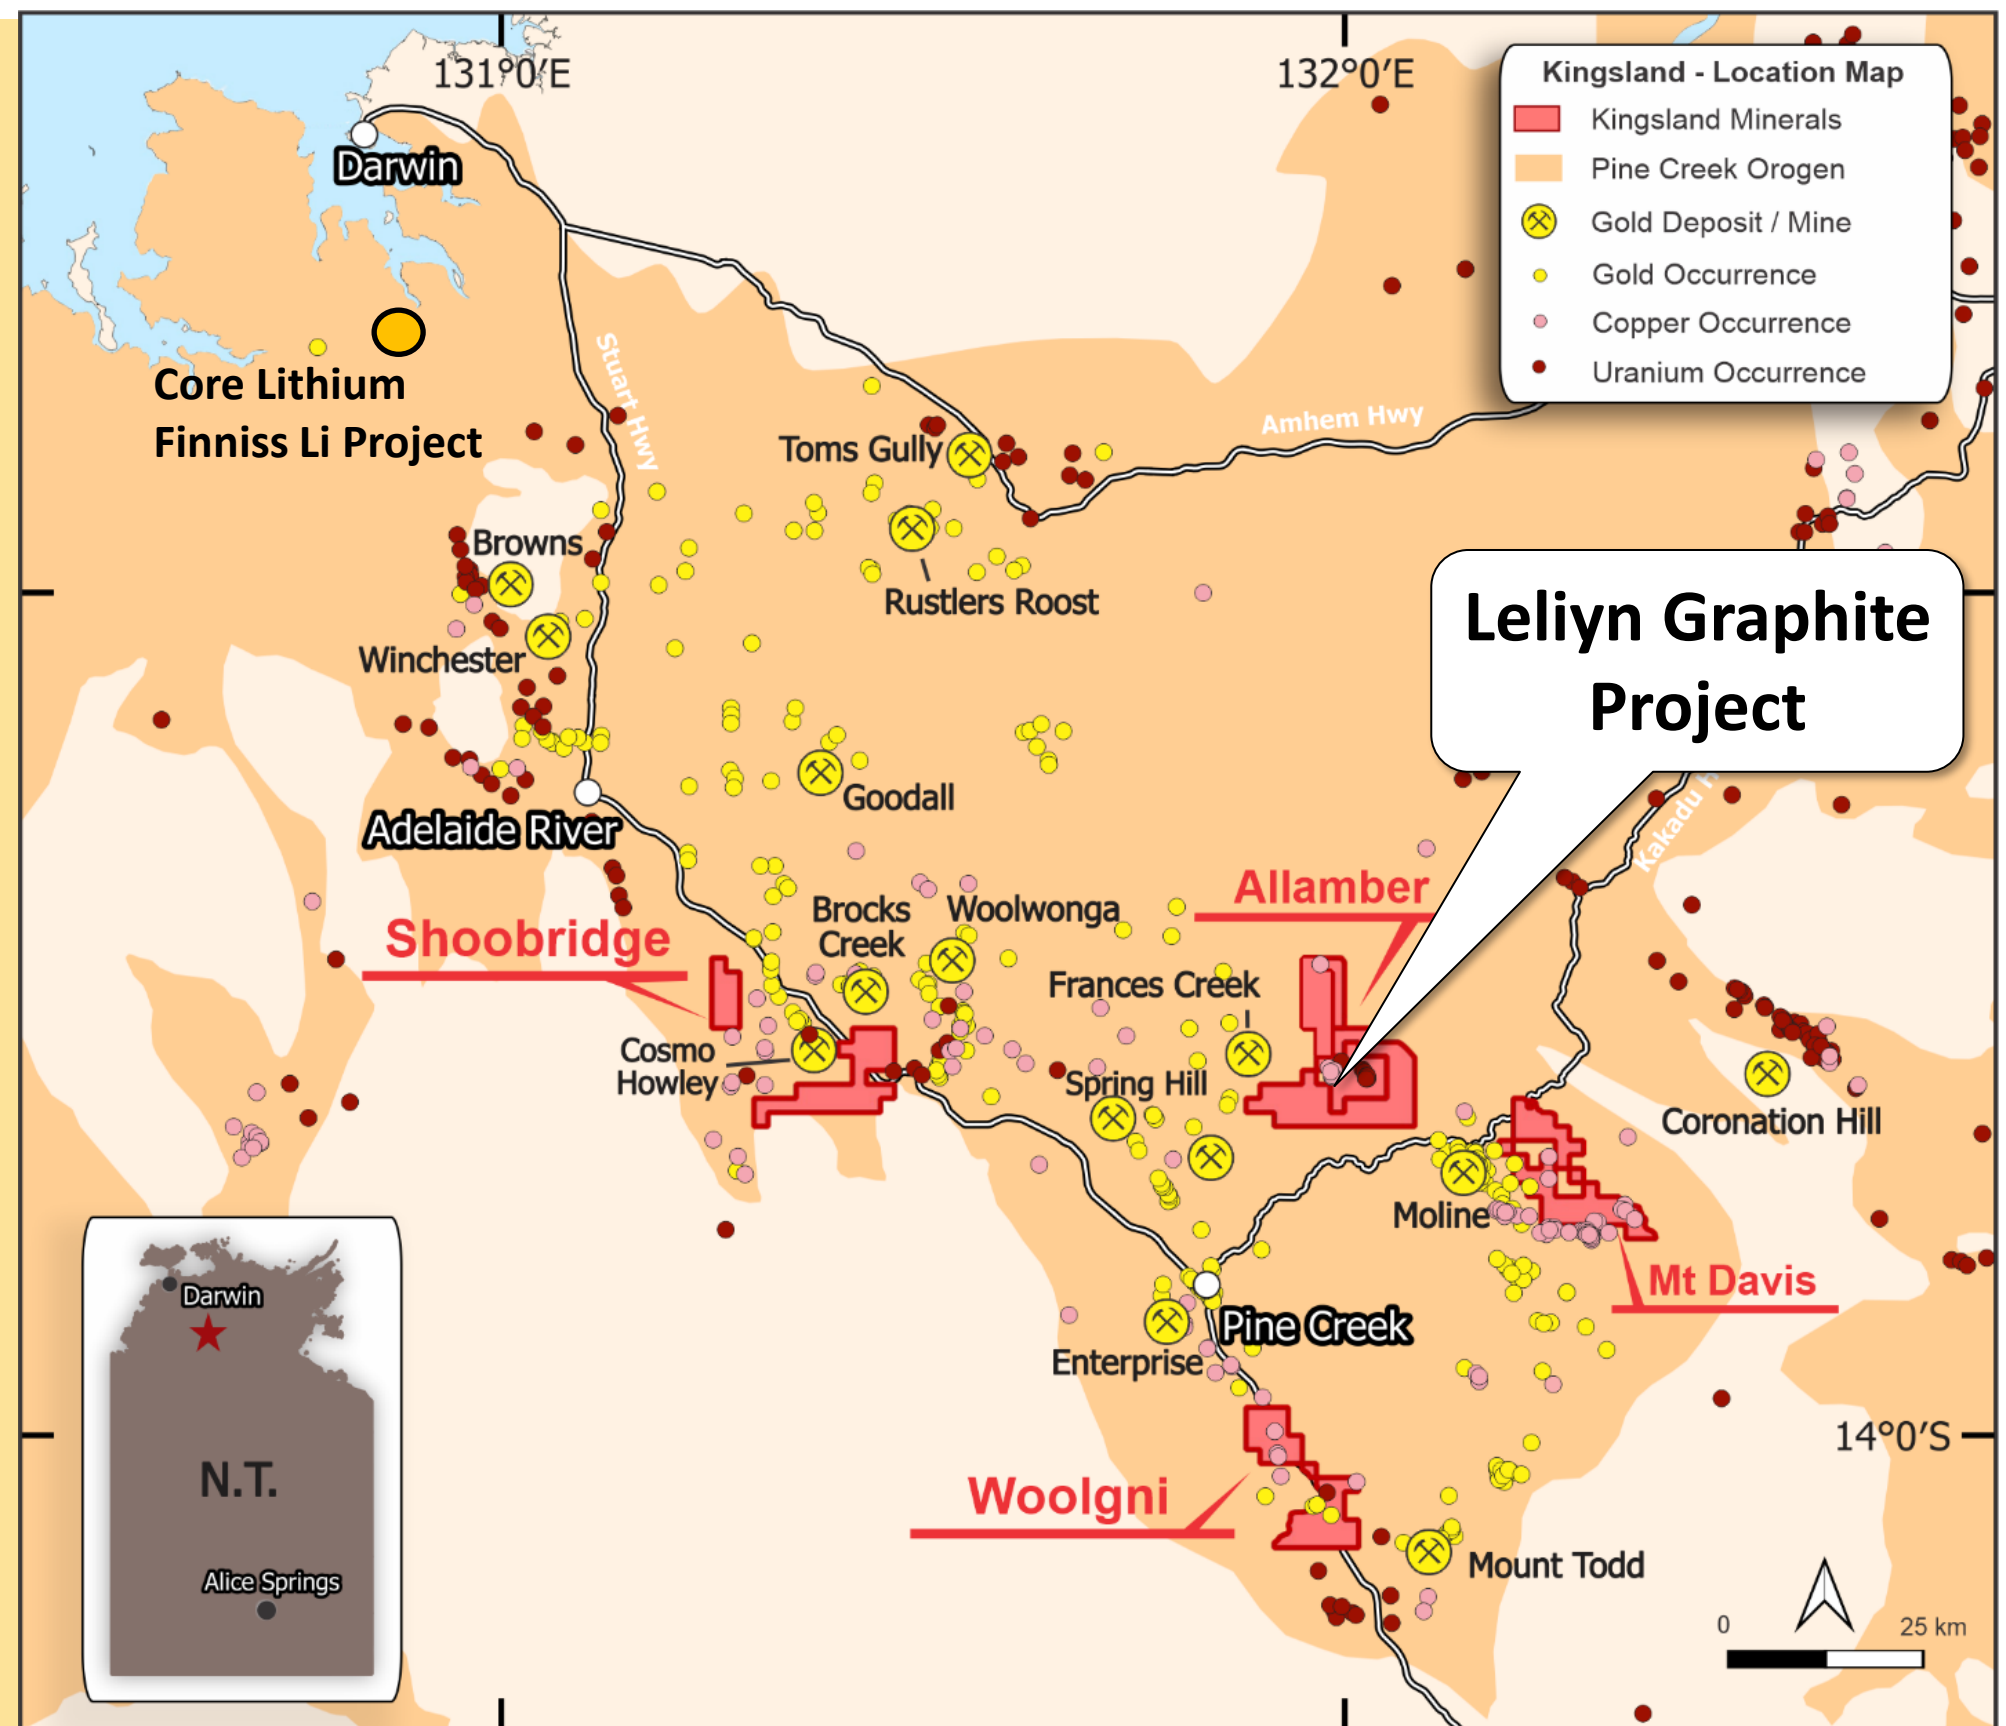 131°0'E
132°0'E
Kingsland - Location Map
Kingsland Minerals
Pine Creek Orogen
Gold Deposit / Mine
Gold Occurrence
Copper Occurrence
Uranium Occurrence
Darwin
Core Lithium
Finniss Li Project
Stuart Hwy
Amhem Hwy
Toms Gully
Browns
Rustlers Roost
Winchester
Leliyn Graphite
Project
Goodall
Adelaide River
Kakadu H
Allamber
Brocks
Creek
Woolwonga
Shoobridge
Frances Creek
Cosmo
Howley
Spring Hill
Coronation Hill
Moline
Mt Davis
Darwin
Pine Creek
Enterprise
14°0'S
N.T.
Woolgni
Mount Todd
Alice Springs
0
25 km